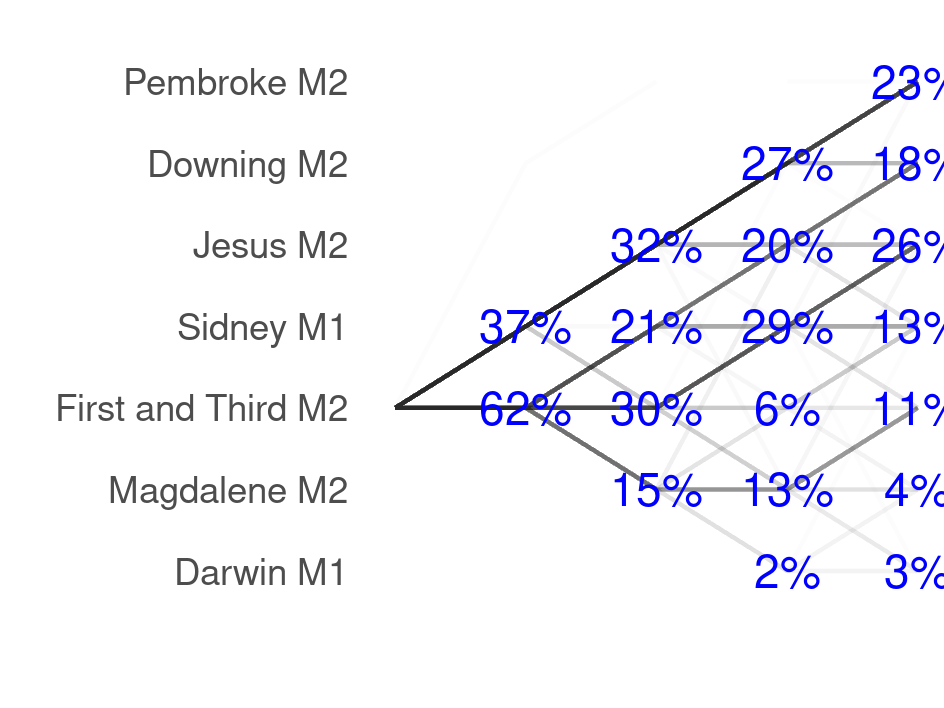 Pembroke M2 23%
Downing M2 27% 18%
Jesus M2 32% 20% 26%
Sidney M1 37% 21% 29% 13%
First and Third M2 62% 30% 6% 11%
Magdalene M2 15% 13% 4%
Darwin M1 2% 3%